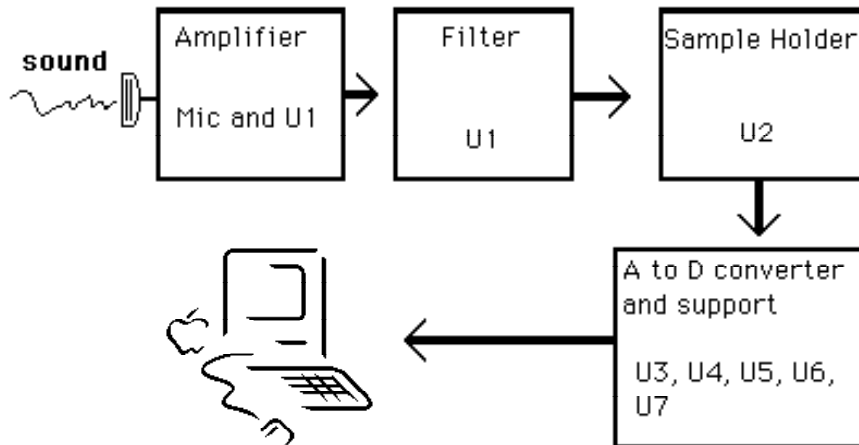 sound
Amplifier
Mic and U1
Filter
U1
Sample Holder
U2
A to D converter
and support
U3, U4, U5, U6,
U7